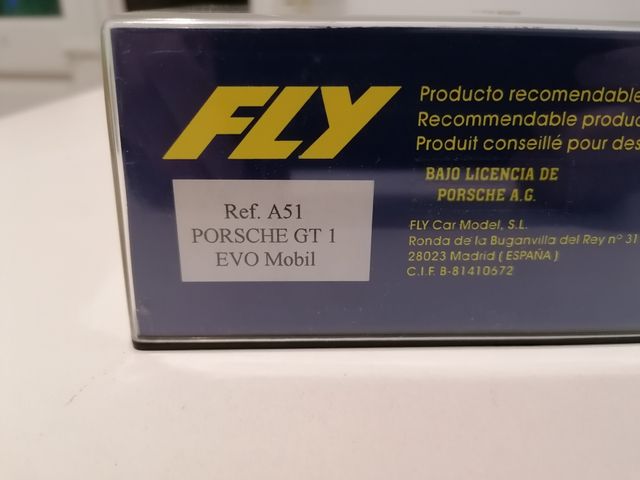 FLY
Producto recomendable
Recommendable produc
Produit conseillé pour des
BAJO LICENCIA DE
PORSCHE A.G.
FLY Car Model, S.L.
Ronda de la Buganvilla del Rey nº 31
28023 Madrid ( ESPAÑA )
C.I.F. B-81410672
Ref. A51
PORSCHE GT 1
EVO Mobil